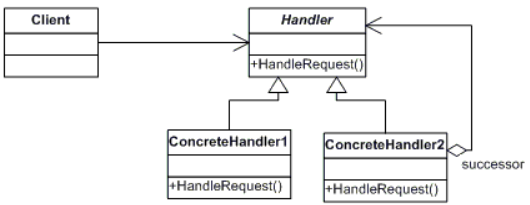 Client
Handler
+HandleRequest()
ConcreteHandler1
+HandleRequest()
ConcreteHandler2
+HandleRequest()
successor